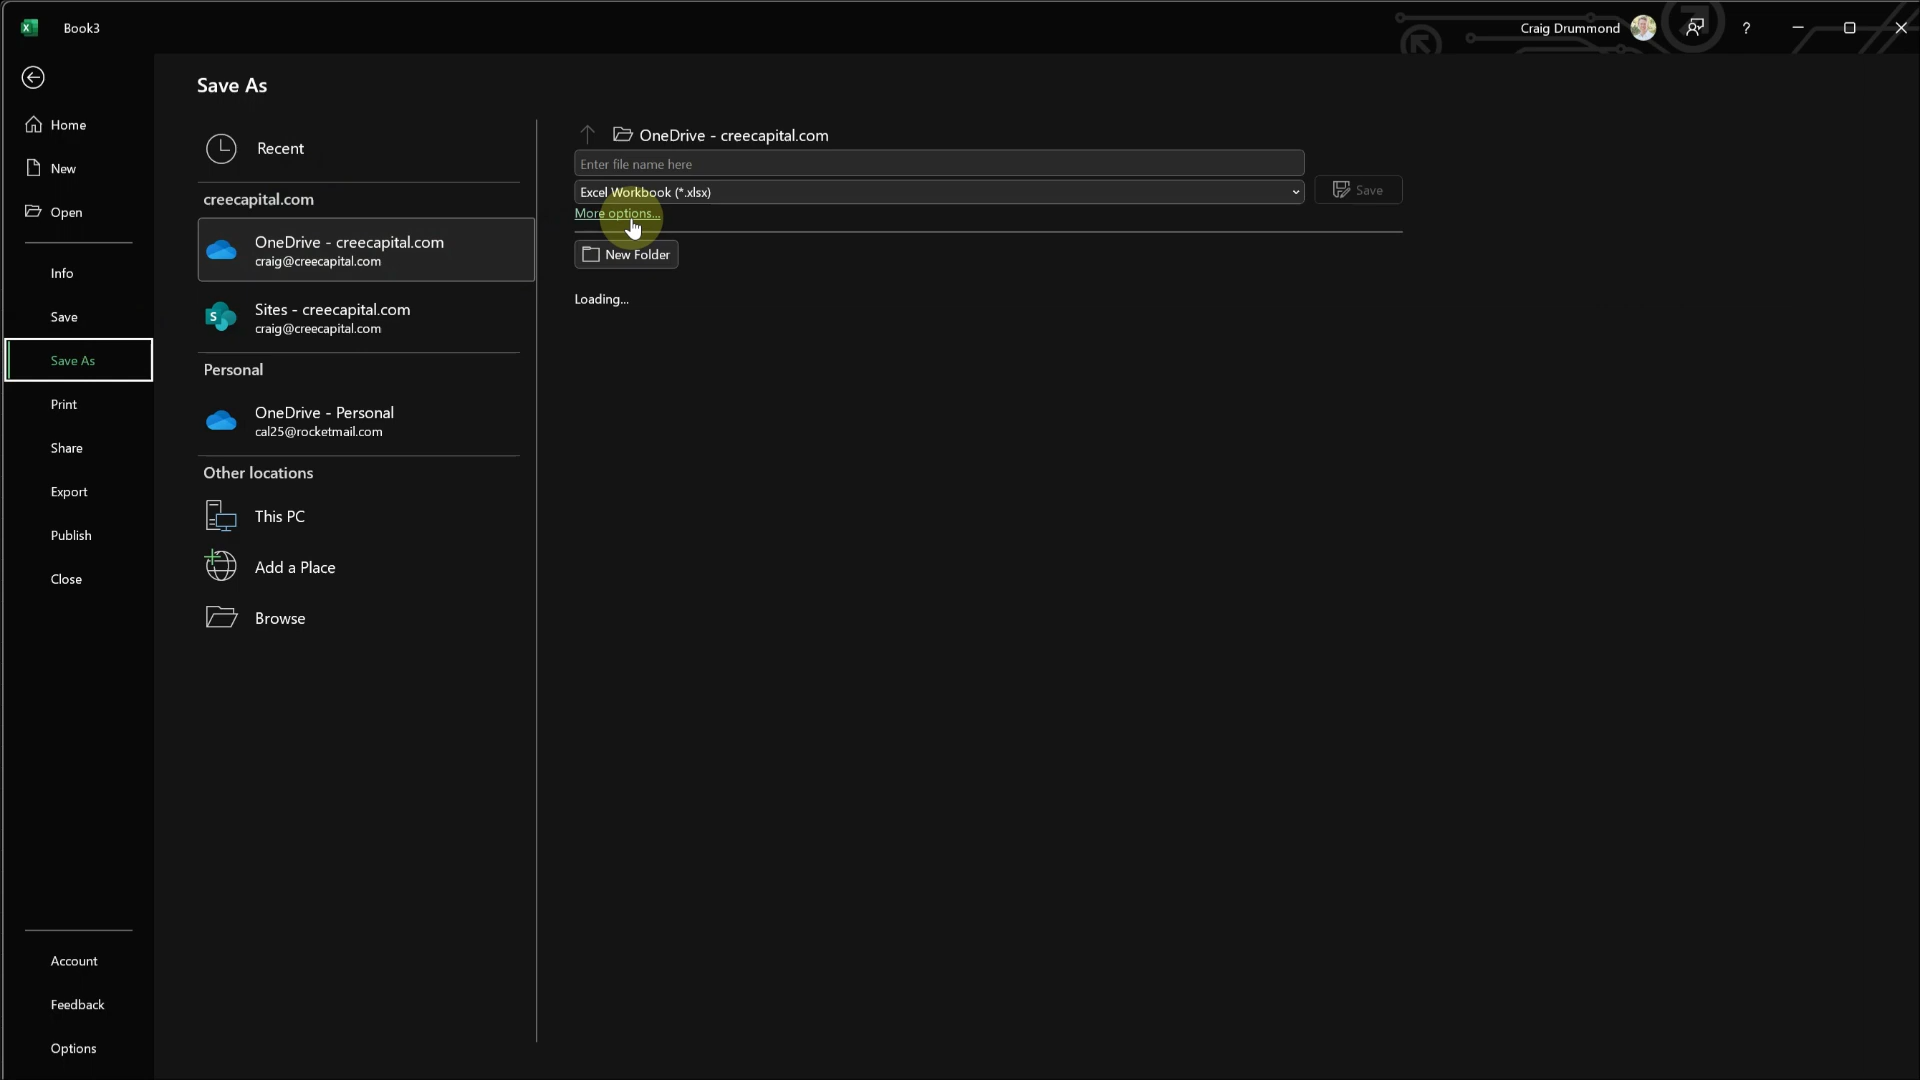 Book3
Craig Drummond
?
Home
New
Open
Info
Save
Save As
Print
Share
Export
Publish
Close
Account
Feedback
Options
Save As
Recent
creecapital.com
OneDrive - creecapital.com
craig@creecapital.com
Sites - creecapital.com
craig@creecapital.com
Personal
OneDrive - Personal
cal25@rocketmail.com
Other locations
This PC
Add a Place
Browse
OneDrive - creecapital.com
Enter file name here
Excel Workbook (*.xlsx)
Save
More options...
New Folder
Loading...